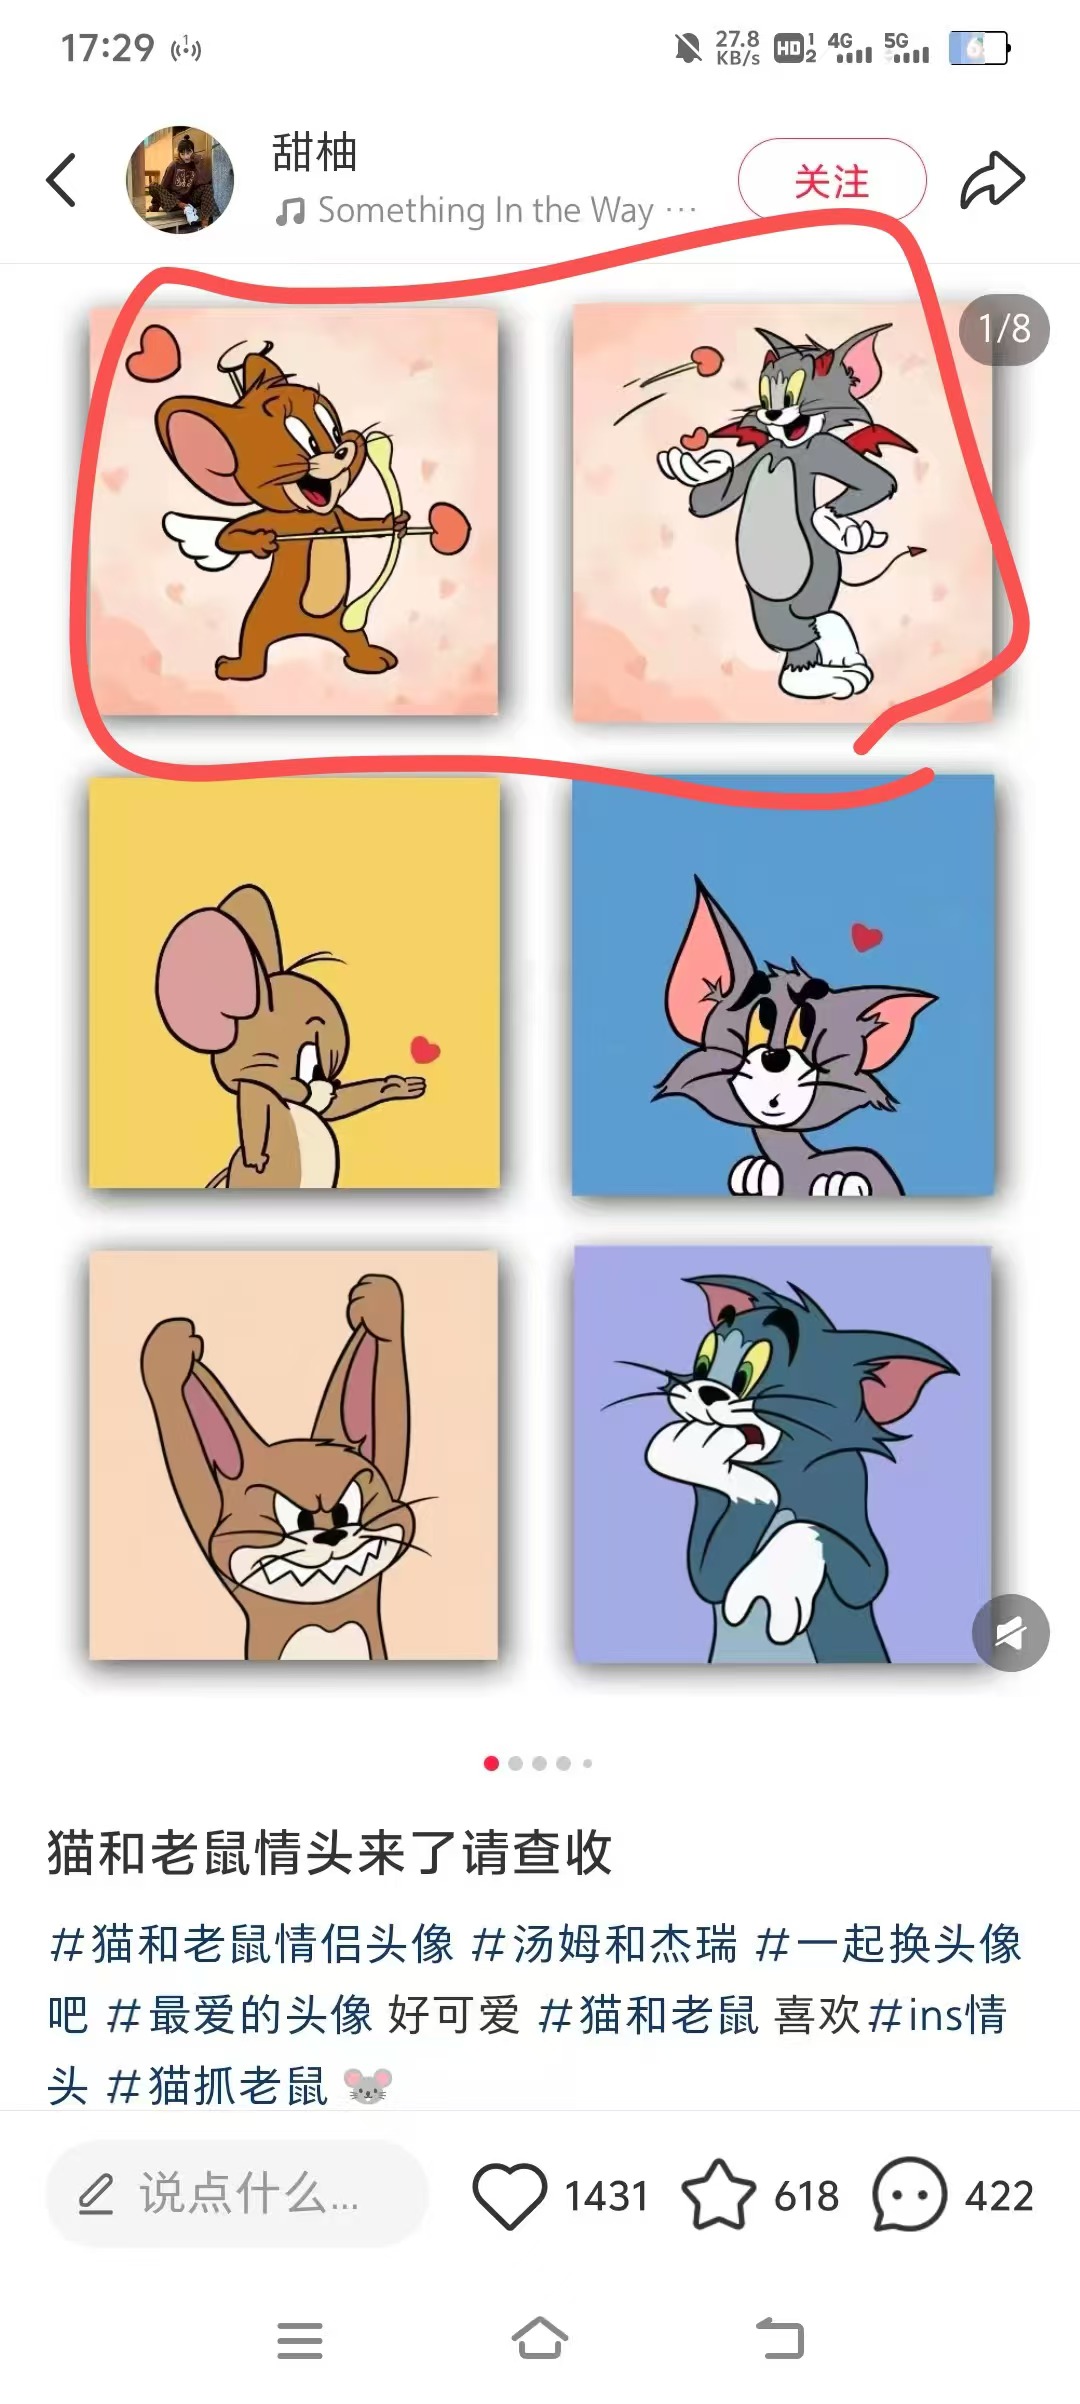 17:29
27.8 KB/s HD 1 2 4G 5G
甜柚
Something In the Way ···
关注
1/8
猫和老鼠情头来了请查收
#猫和老鼠情侣头像 #汤姆和杰瑞 #一起换头像
吧 #最爱的头像 好可爱 #猫和老鼠 喜欢#ins情
头 #猫抓老鼠 🐭
说点什么... 1431 618 422